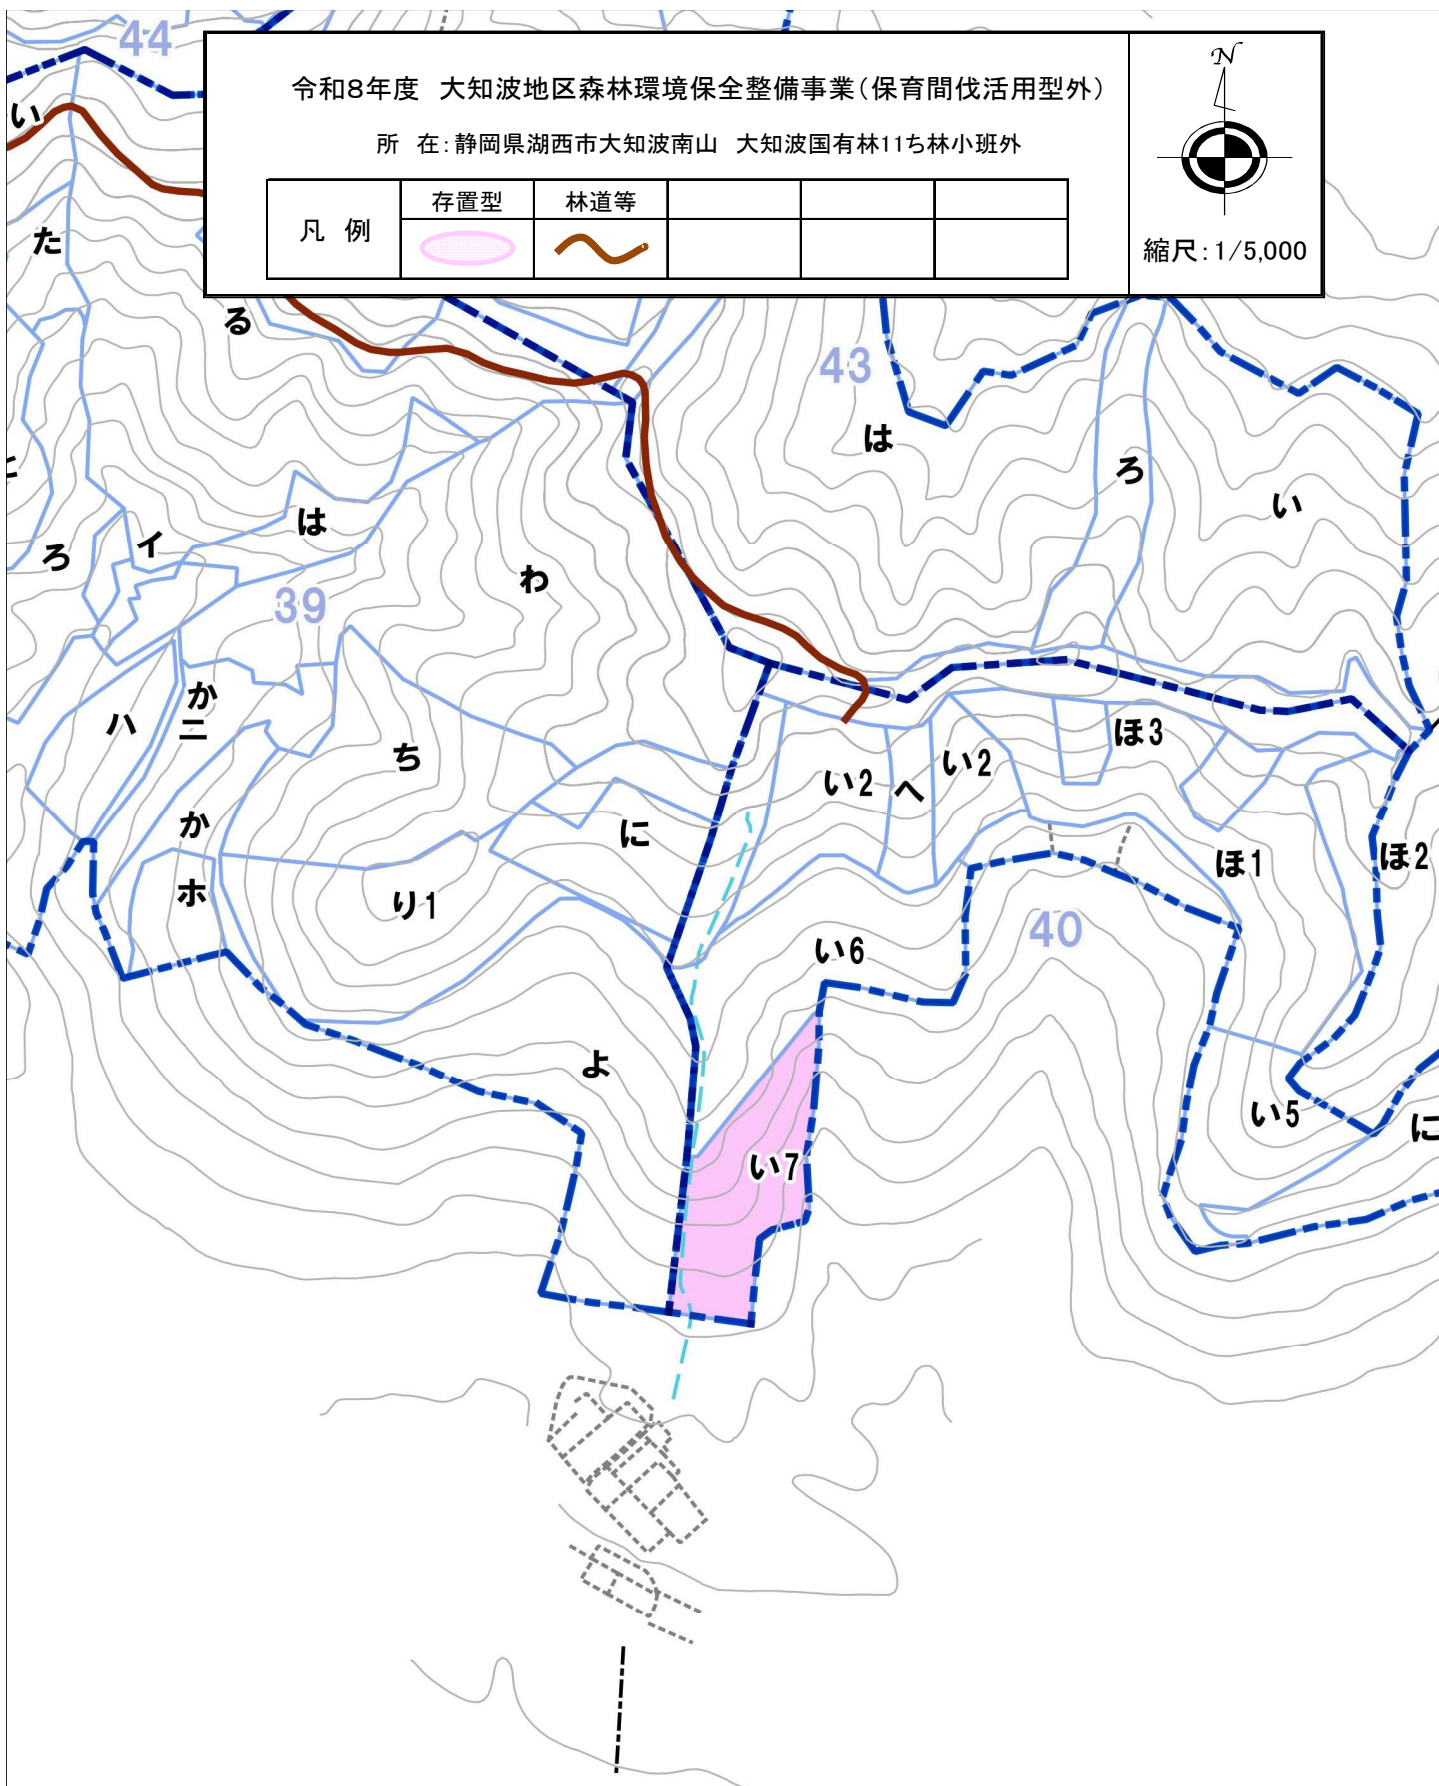 44
令和8年度 大知波地区森林環境保全整備事業(保育間伐活用型外)
所 在:静岡県湖西市大知波南山 大知波国有林11ち林小班外
凡 例
存置型
林道等
N
縮尺:1/5,000
い
た
る
43
は
ろ
い
は
イ
ろ
39
わ
か
ニ
ハ
ち
ほ3
い2
い2
へ
か
に
ほ1
ほ2
ホ
り1
40
い6
よ
い5
に
い7